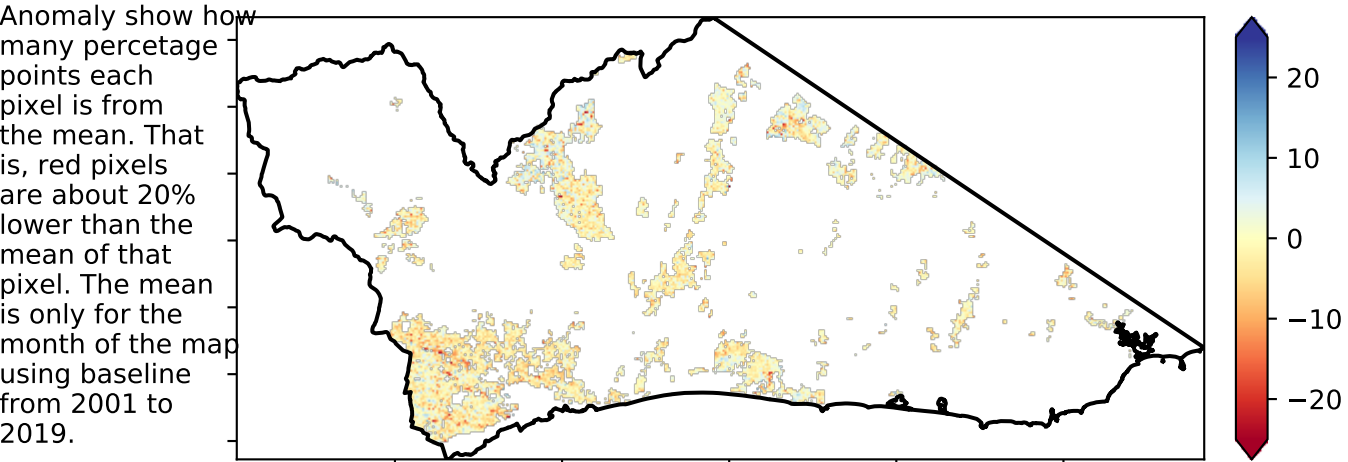 Anomaly show how
many percetage
points each
pixel is from
the mean. That
is, red pixels
are about 20%
lower than the
mean of that
pixel. The mean
is only for the
month of the map
using baseline
from 2001 to
2019.
20
10
0
−10
−20